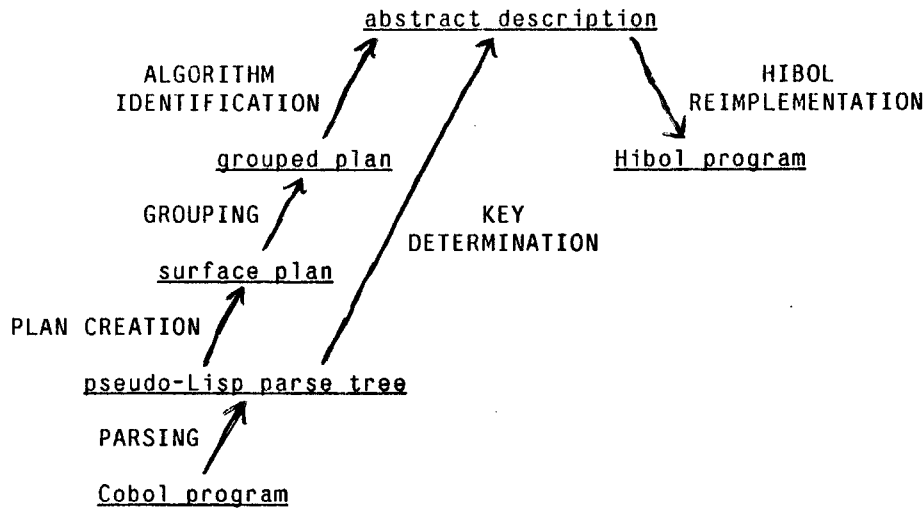 abstract description
ALGORITHM
IDENTIFICATION
HIBOL
REIMPLEMENTATION
grouped plan
Hibol program
GROUPING
KEY
DETERMINATION
surface plan
PLAN CREATION
pseudo-Lisp parse tree
PARSING
Cobol program